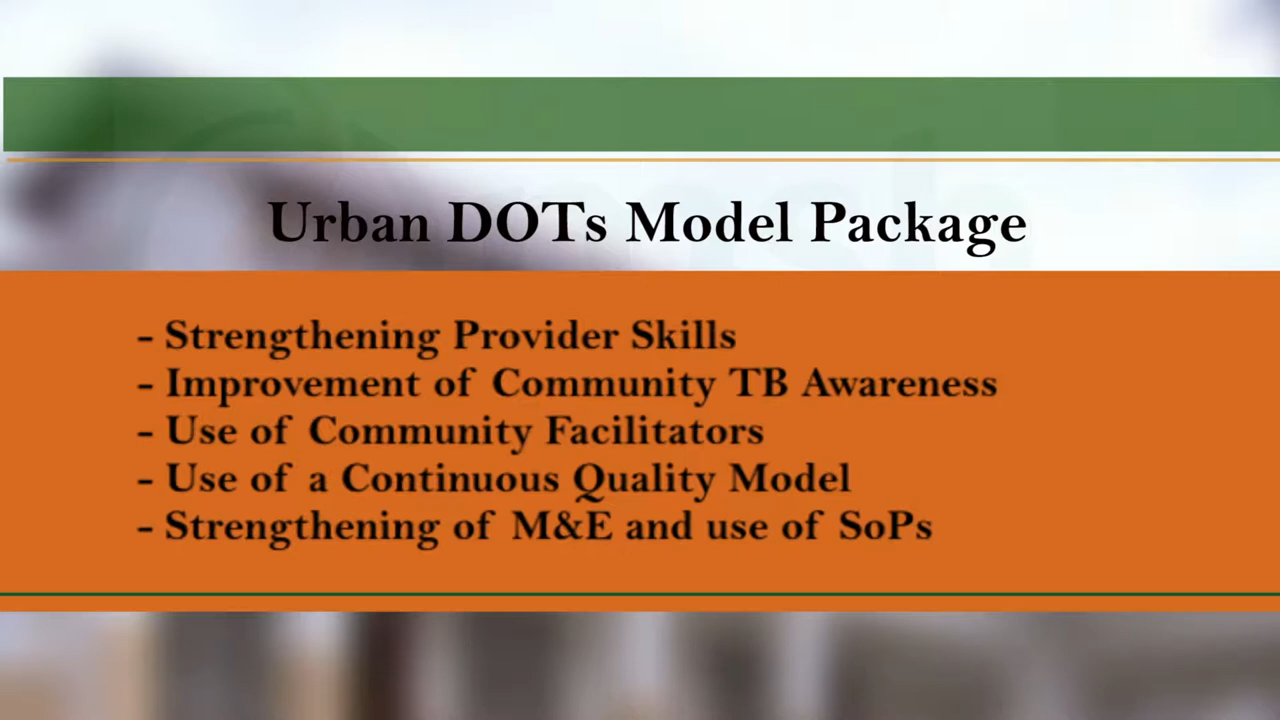 Urban DOTs Model Package
- Strengthening Provider Skills
- Improvement of Community TB Awareness
- Use of Community Facilitators
- Use of a Continuous Quality Model
- Strengthening of M&E and use of SoPs